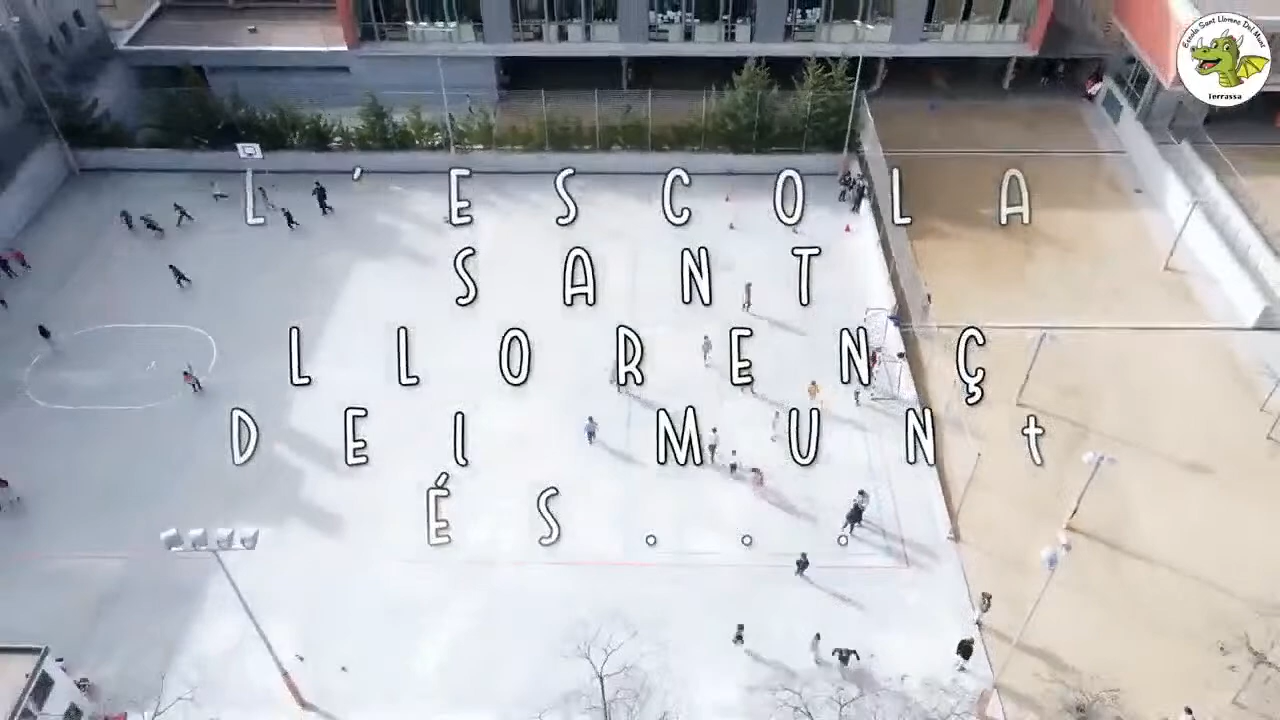 L'ESCOLA
SANT
LLORENÇ
DEl MUNt
ÉS...
Escola Sant Llorenç Del Munt
Terrassa